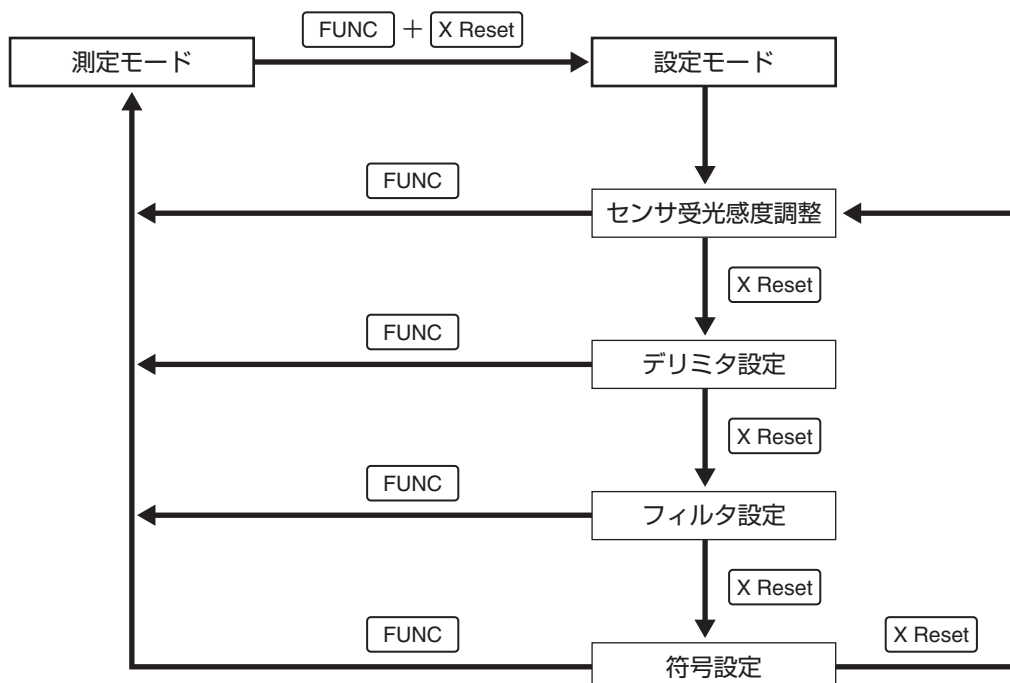 FUNC + X Reset
測定モード 設定モード
FUNC
センサ受光感度調整
X Reset
FUNC
デリミタ設定
X Reset
FUNC
フィルタ設定
X Reset
FUNC
符号設定
X Reset